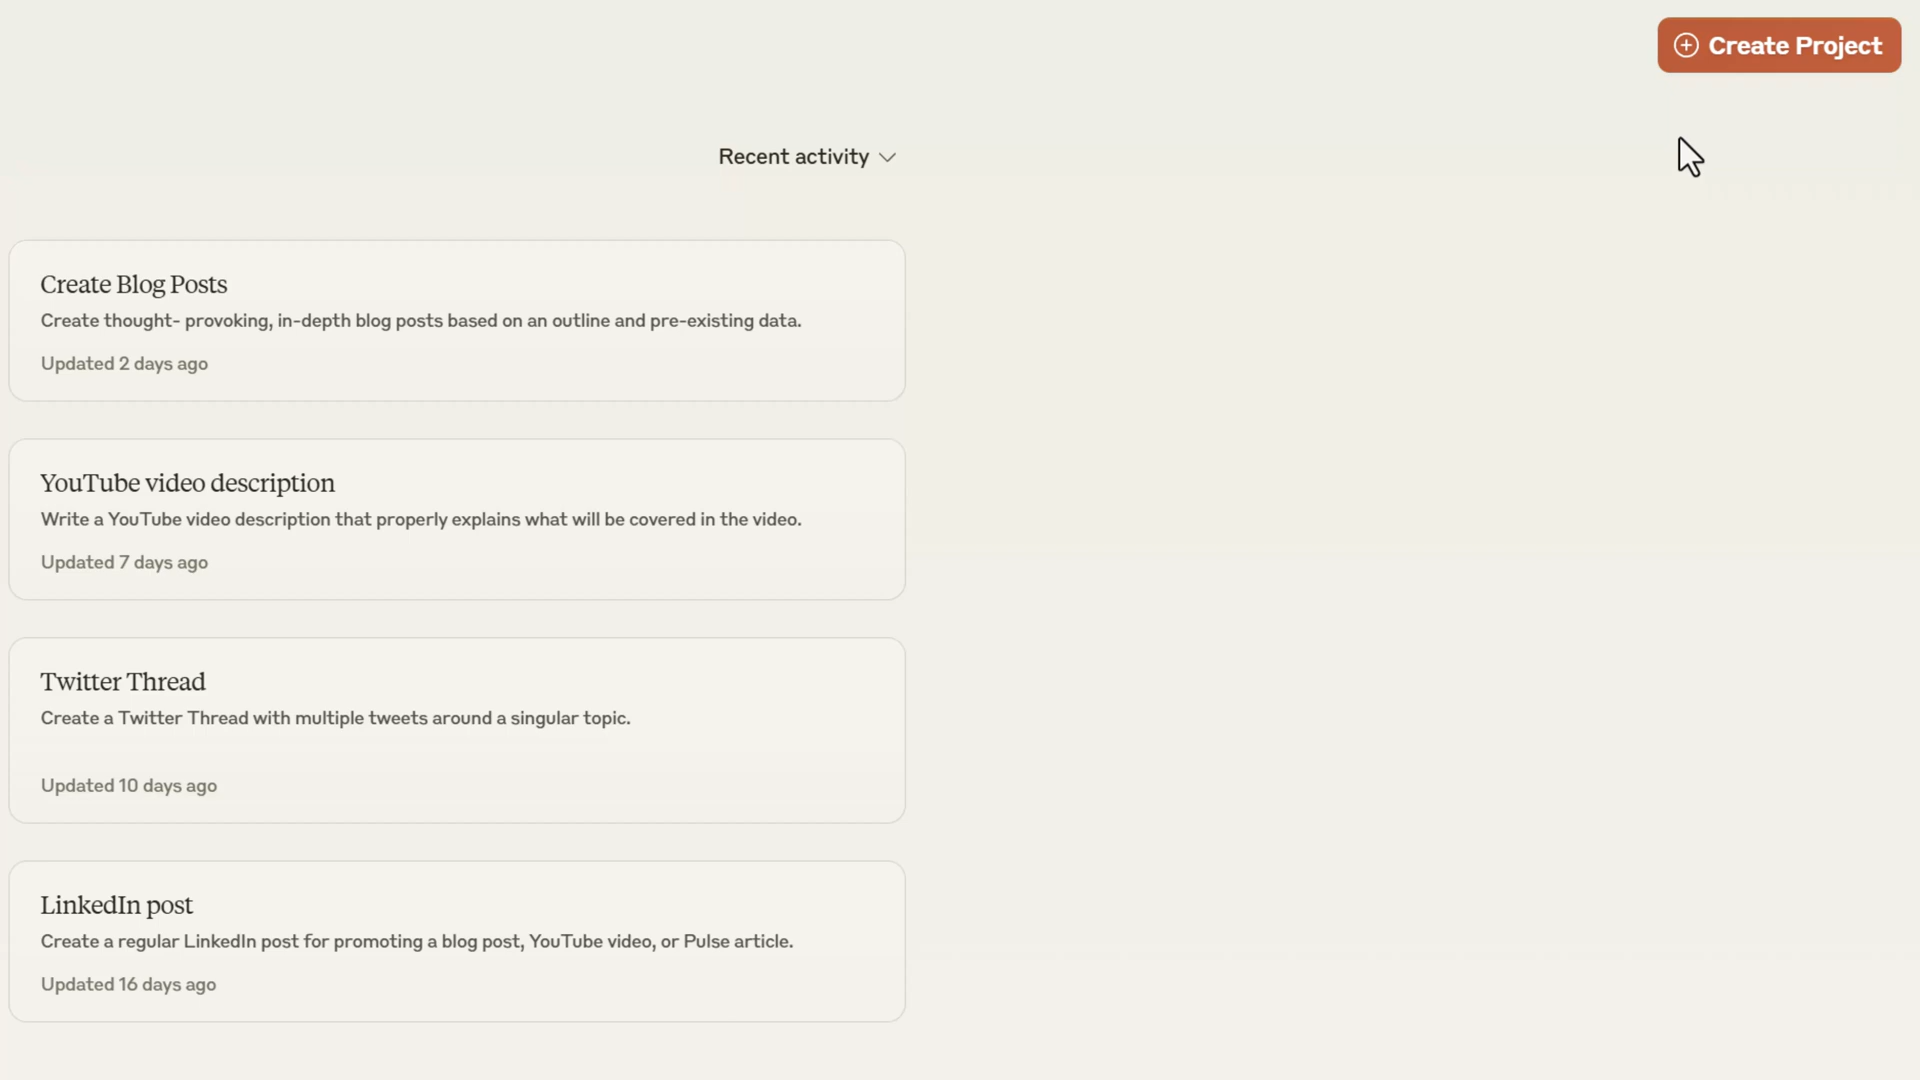 Create Project
Recent activity
Create Blog Posts
Create thought- provoking, in-depth blog posts based on an outline and pre-existing data.
Updated 2 days ago
YouTube video description
Write a YouTube video description that properly explains what will be covered in the video.
Updated 7 days ago
Twitter Thread
Create a Twitter Thread with multiple tweets around a singular topic.
Updated 10 days ago
LinkedIn post
Create a regular LinkedIn post for promoting a blog post, YouTube video, or Pulse article.
Updated 16 days ago